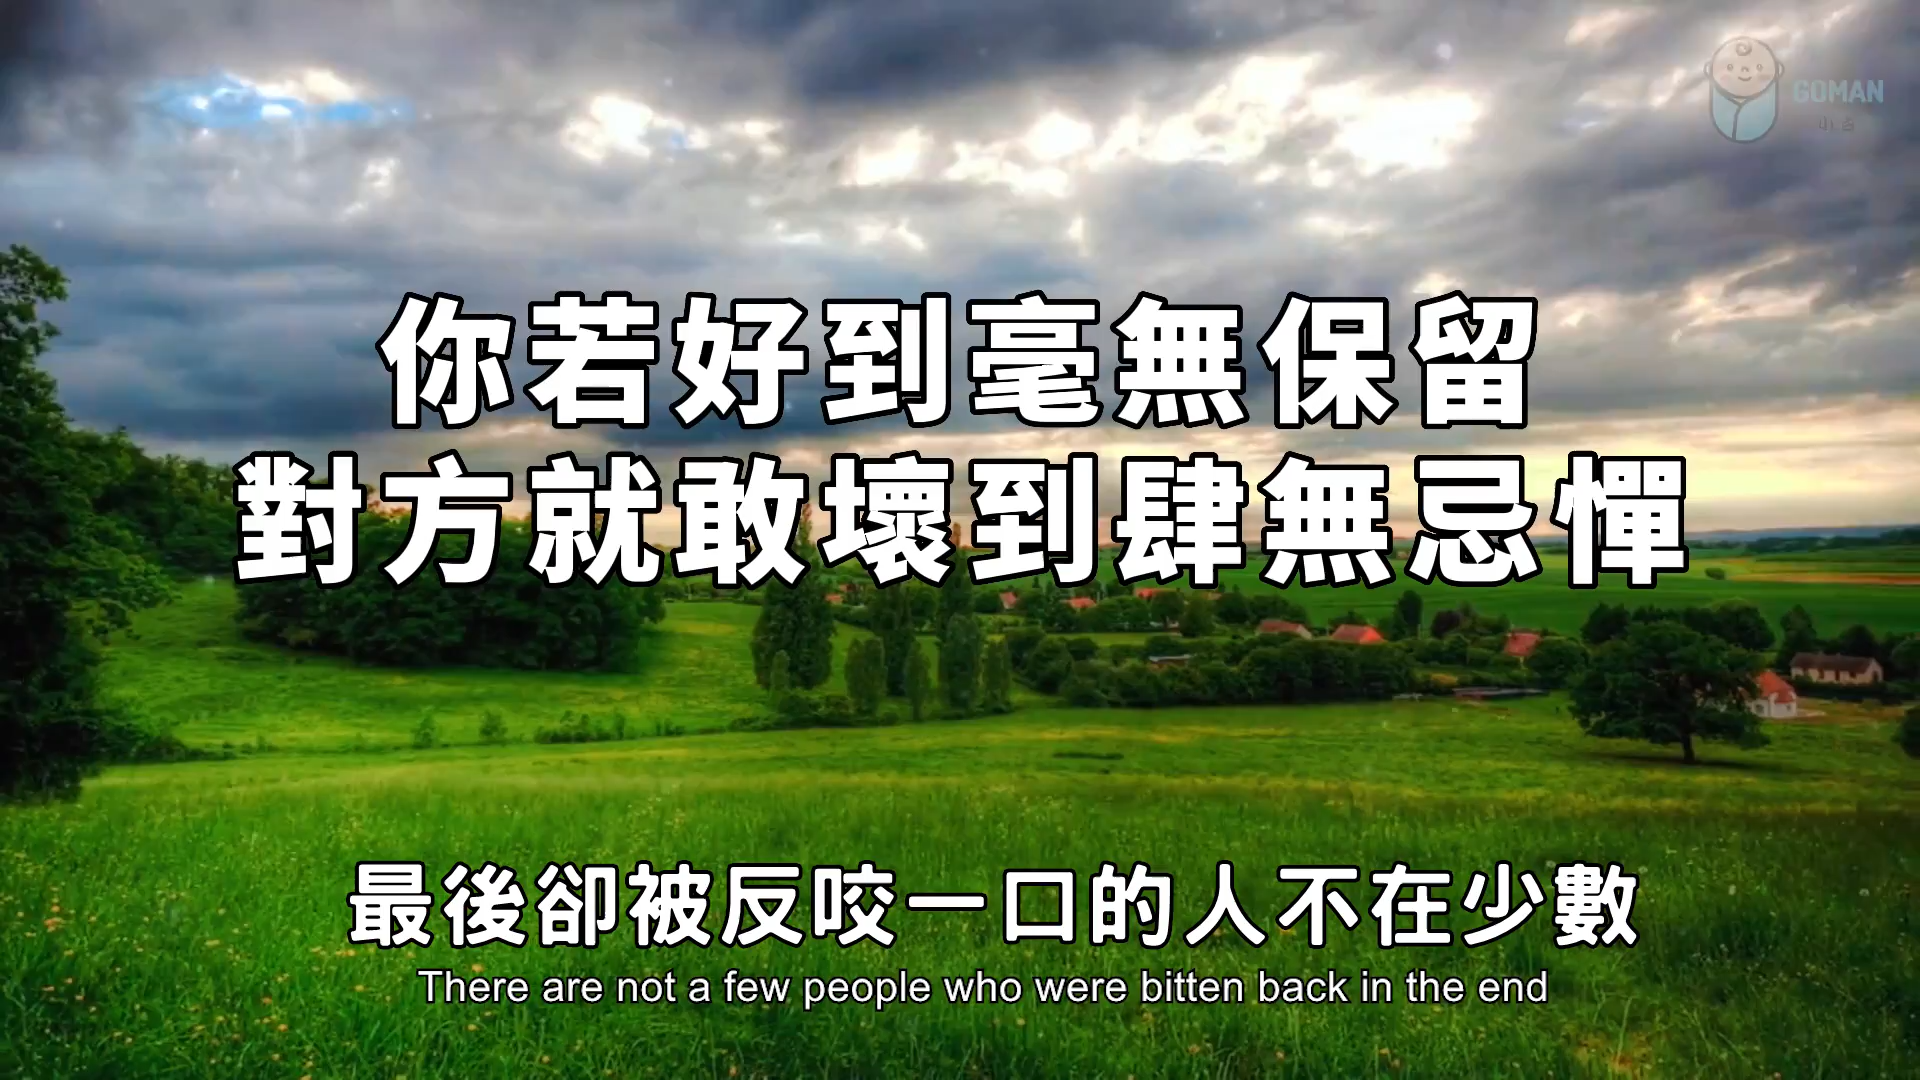 GOMAN
你若好到毫無保留
對方就敢壞到肆無忌憚
最後卻被反咬一口的人不在少數
There are not a few people who were bitten back in the end